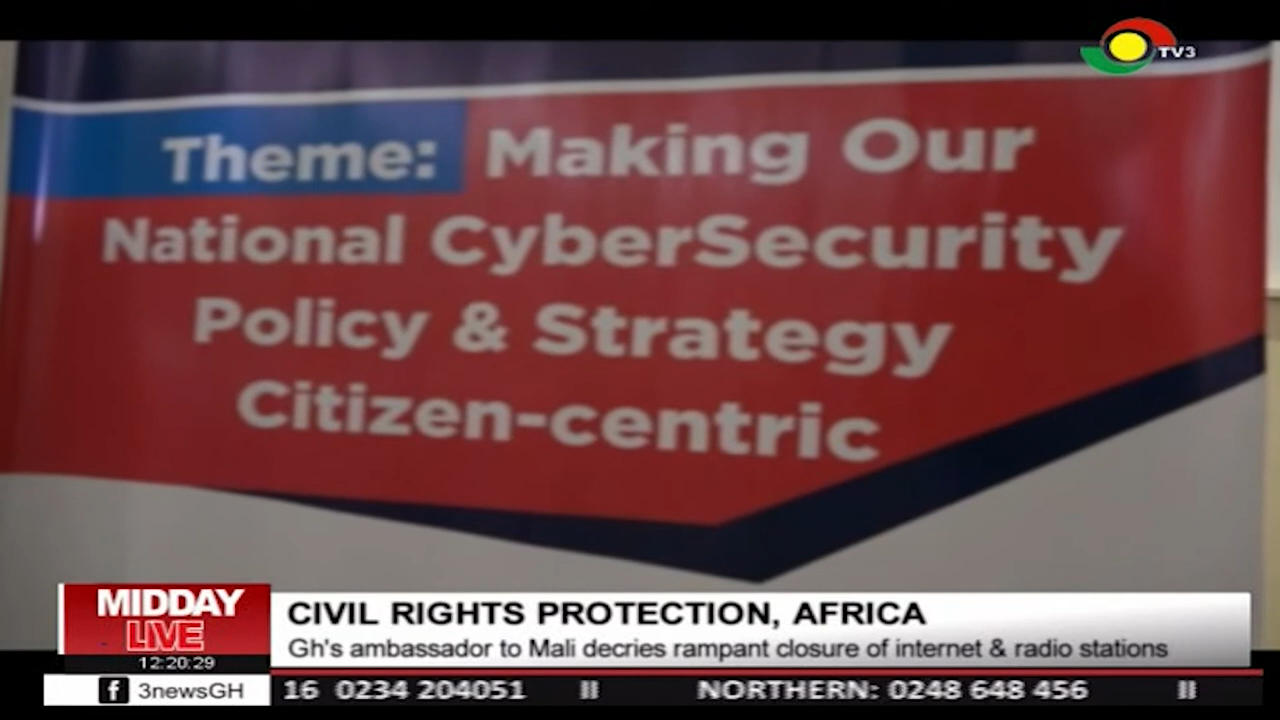 TV3
Theme: Making Our
National CyberSecurity
Policy & Strategy
Citizen-centric
MIDDAY
LIVE
12:20:29
CIVIL RIGHTS PROTECTION, AFRICA
Gh's ambassador to Mali decries rampant closure of internet & radio stations
3newsGH
16 0234 204051 || NORTHERN: 0248 648 456 ||